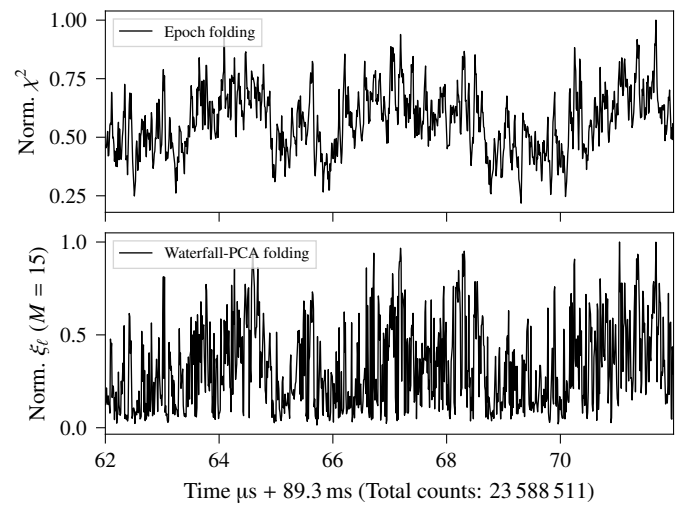 Epoch folding
1.00
0.75
0.50
0.25
Norm. χ²
Waterfall-PCA folding
1.0
0.5
0.0
Norm. ξ_ℓ (M = 15)
62 64 66 68 70
Time μs + 89.3 ms (Total counts: 23 588 511)